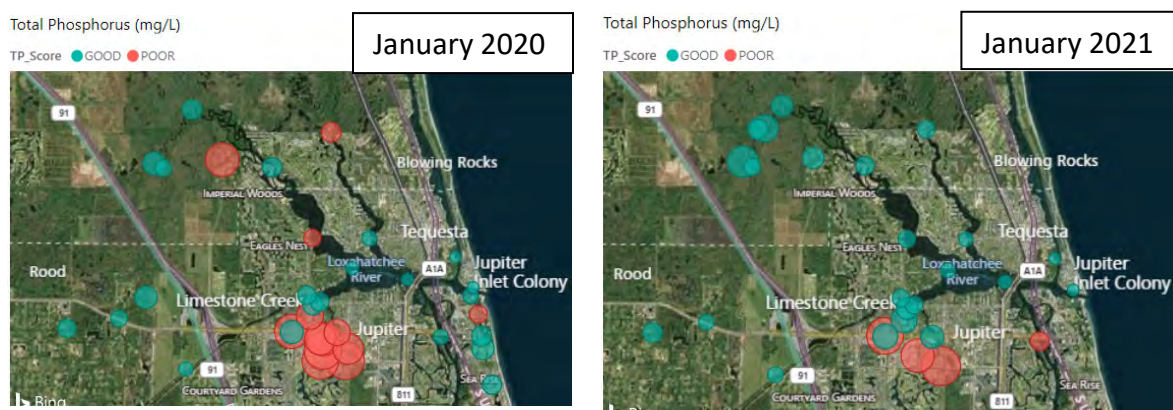 Total Phosphorus (mg/L)
TP_Score GOOD POOR
January 2020
91
Blowing Rocks
IMPERIAL WOODS
EAGLES NEST
Tequesta
Rood
Loxahatchee
River
A1A
Jupiter
Inlet Colony
Limestone Creek
Jupiter
91
COURTYARD GARDENS
811
SEA RISE
Bing
Total Phosphorus (mg/L)
TP_Score GOOD POOR
January 2021
91
Blowing Rocks
IMPERIAL WOODS
EAGLES NEST
Tequesta
Rood
Loxahatchee
River
A1A
Jupiter
Inlet Colony
Limestone Creek
Jupiter
91
COURTYARD GARDENS
811
SEA RISE